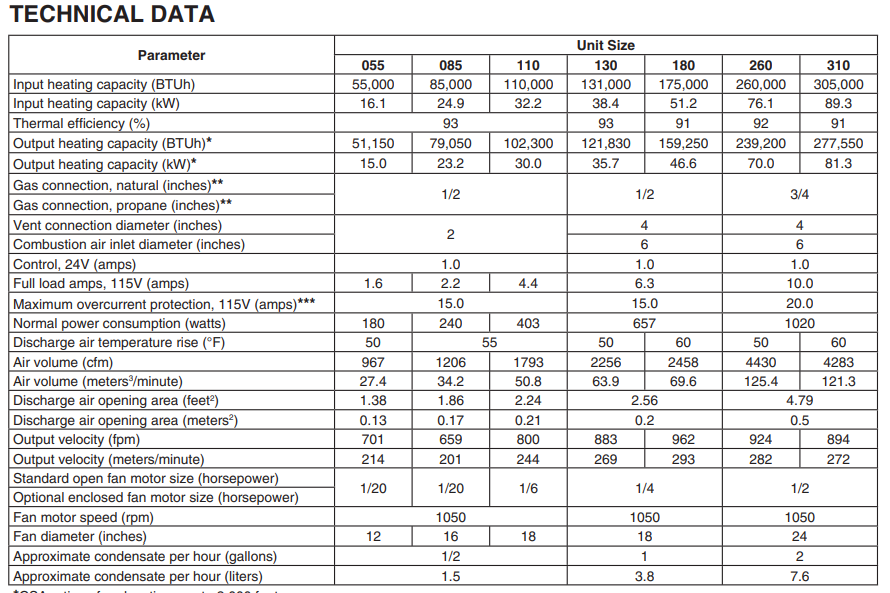 TECHNICAL DATA
Parameter Unit Size
055 085 110 130 180 260 310
Input heating capacity (BTUh) 55,000 85,000 110,000 131,000 175,000 260,000 305,000
Input heating capacity (kW) 16.1 24.9 32.2 38.4 51.2 76.1 89.3
Thermal efficiency (%) 93 93 91 92 91
Output heating capacity (BTUh)* 51,150 79,050 102,300 121,830 159,250 239,200 277,550
Output heating capacity (kW)* 15.0 23.2 30.0 35.7 46.6 70.0 81.3
Gas connection, natural (inches)** 1/2 1/2 3/4
Gas connection, propane (inches)**
Vent connection diameter (inches) 2 4 4
Combustion air inlet diameter (inches) 6 6
Control, 24V (amps) 1.0 1.0 1.0
Full load amps, 115V (amps) 1.6 2.2 4.4 6.3 10.0
Maximum overcurrent protection, 115V (amps)*** 15.0 15.0 20.0
Normal power consumption (watts) 180 240 403 657 1020
Discharge air temperature rise (°F) 50 55 50 60 50 60
Air volume (cfm) 967 1206 1793 2256 2458 4430 4283
Air volume (meters³/minute) 27.4 34.2 50.8 63.9 69.6 125.4 121.3
Discharge air opening area (feet²) 1.38 1.86 2.24 2.56 4.79
Discharge air opening area (meters²) 0.13 0.17 0.21 0.2 0.5
Output velocity (fpm) 701 659 800 883 962 924 894
Output velocity (meters/minute) 214 201 244 269 293 282 272
Standard open fan motor size (horsepower) 1/20 1/20 1/6 1/4 1/2
Optional enclosed fan motor size (horsepower)
Fan motor speed (rpm) 1050 1050 1050
Fan diameter (inches) 12 16 18 18 24
Approximate condensate per hour (gallons) 1/2 1 2
Approximate condensate per hour (liters) 1.5 3.8 7.6